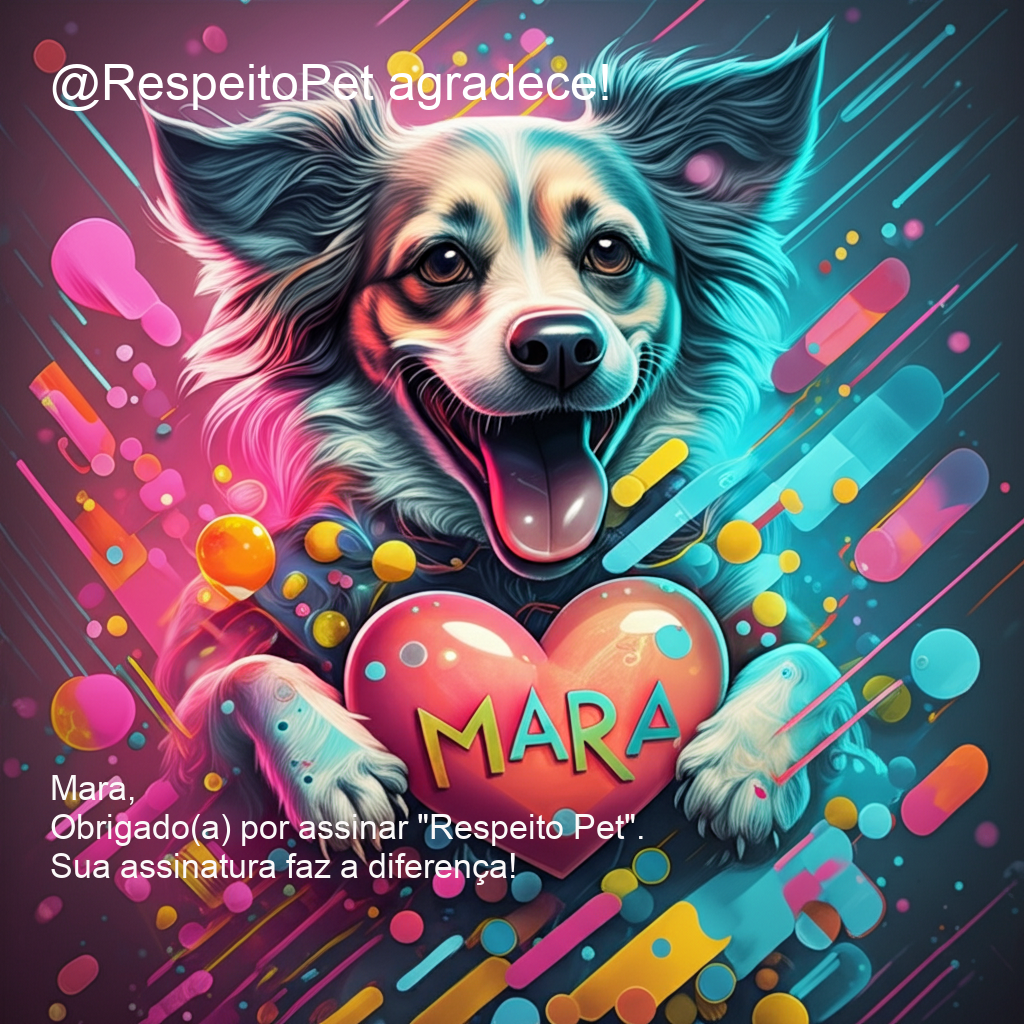 @RespeitoPet agradece!
MARA
Mara,
Obrigado(a) por assinar "Respeito Pet".
Sua assinatura faz a diferença!